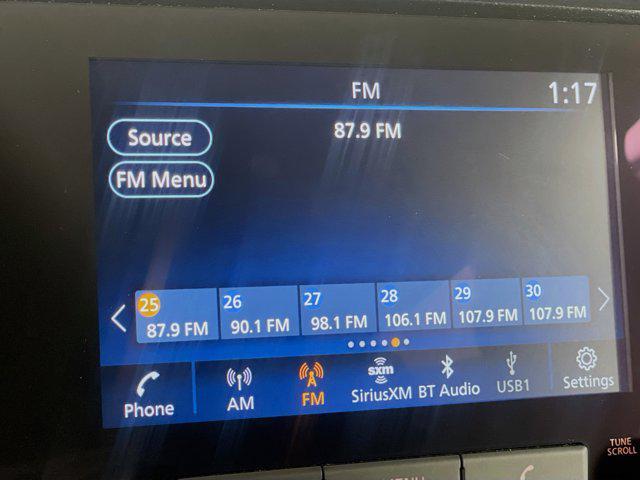 FM
1:17
Source
87.9 FM
FM Menu
25
26
27
28
29
30
87.9 FM
90.1 FM
98.1 FM
106.1 FM
107.9 FM
107.9 FM
sxm
Phone
AM
FM
SiriusXM
BT Audio
USB1
Settings
TUNE
SCROLL
MENU